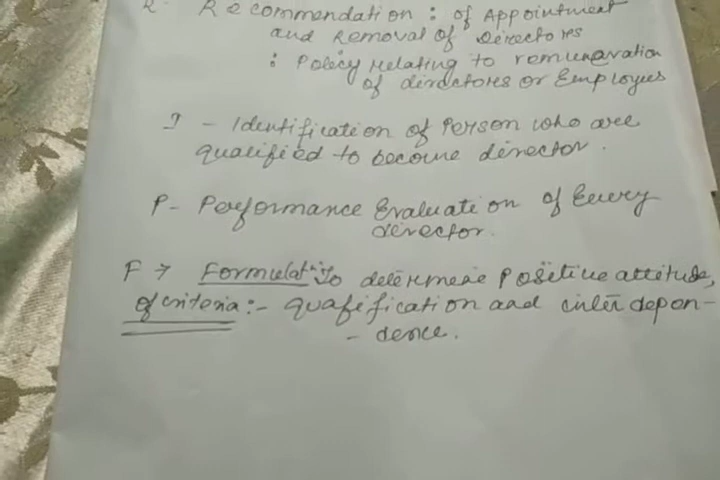 R Recommendation : of Appointment
and Removal of Directores
: Policy relating to remuneration
of directores or Employees
I - Identification of Person who are
qualified to become director.
P- Performance Evaluation of Every
director.
F → Formulation to determine Positive attitude,
of criteria :- qualification and inter depen-
- dence.